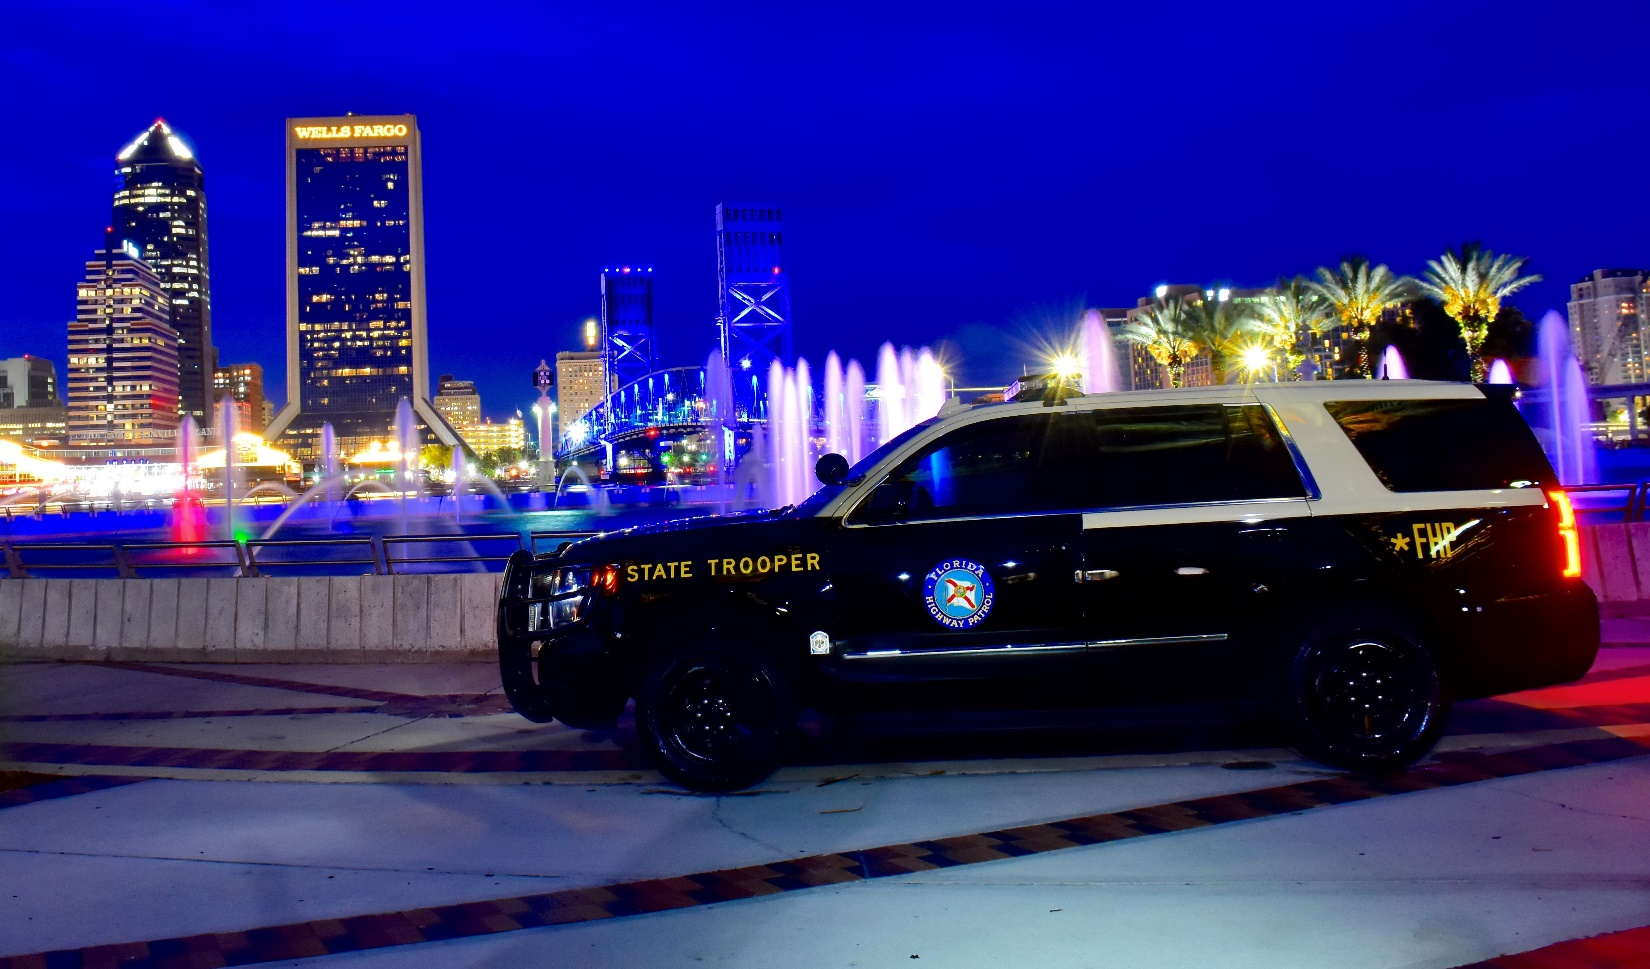 WELLS FARGO
STATE TROOPER
FLORIDA
HIGHWAY PATROL
*FHP